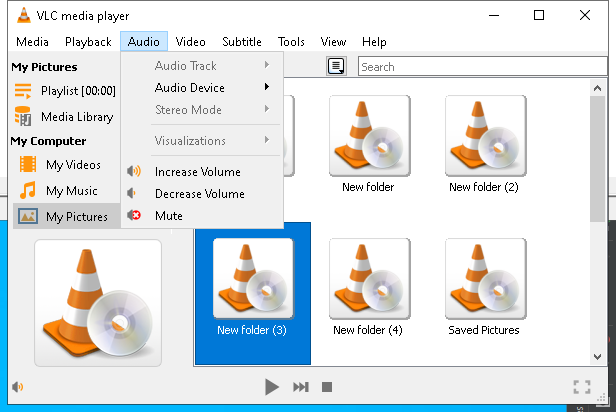 VLC media player
Media Playback Audio Video Subtitle Tools View Help
My Pictures
Playlist [00:00]
Media Library
My Computer
My Videos
My Music
My Pictures
Audio Track
Audio Device
Stereo Mode
Visualizations
Increase Volume
Decrease Volume
Mute
Search
New folder
New folder (2)
New folder (3)
New folder (4)
Saved Pictures